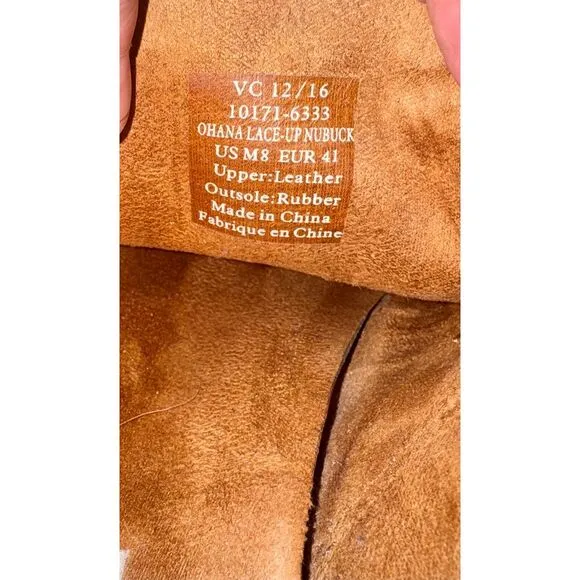 VC 12/16
10171-6333
OHANA LACE-UP NUBUCK
US M8 EUR 41
Upper:Leather
Outsole:Rubber
Made in China
Fabrique en Chine